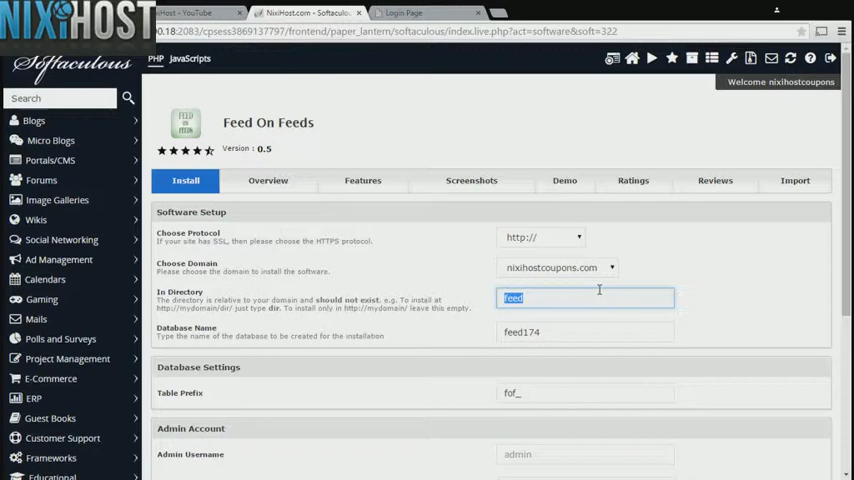 NIXIHOST
xiHost - YouTube
NixiHost.com - Softaculou
Login Page
00.18:2083/cpsess3869137797/frontend/paper_lantern/softaculous/index.live.php?act=software&soft=322
Softaculous
PHP JavaScripts
Welcome nixihostcoupons
Search
Blogs
Micro Blogs
Portals/CMS
Forums
Image Galleries
Wikis
Social Networking
Ad Management
Calendars
Gaming
Mails
Polls and Surveys
Project Management
E-Commerce
ERP
Guest Books
Customer Support
Frameworks
Educational
FEED ON FEEDS
Feed On Feeds
Version : 0.5
Install Overview Features Screenshots Demo Ratings Reviews Import
Software Setup
Choose Protocol
If your site has SSL, then please choose the HTTPS protocol.
http://
Choose Domain
Please choose the domain to install the software.
nixihostcoupons.com
In Directory
The directory is relative to your domain and should not exist. e.g. To install at
http://mydomain/dir/ just type dir. To install only in http://mydomain/ leave this empty.
feed
Database Name
Type the name of the database to be created for the installation
feed174
Database Settings
Table Prefix
fof_
Admin Account
Admin Username
admin